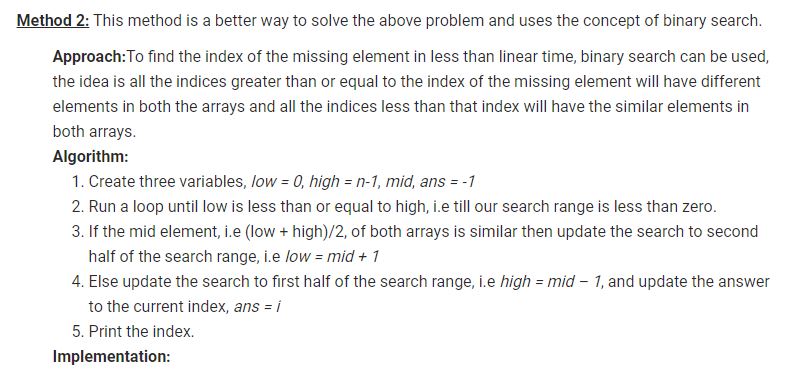 Method 2: This method is a better way to solve the above problem and uses the concept of binary search.
Approach:To find the index of the missing element in less than linear time, binary search can be used,
the idea is all the indices greater than or equal to the index of the missing element will have different
elements in both the arrays and all the indices less than that index will have the similar elements in
both arrays.
Algorithm:
1. Create three variables, low = 0, high = n-1, mid, ans = -1
2. Run a loop until low is less than or equal to high, i.e till our search range is less than zero.
3. If the mid element, i.e (low + high)/2, of both arrays is similar then update the search to second
half of the search range, i.e low = mid + 1
4. Else update the search to first half of the search range, i.e high = mid – 1, and update the answer
to the current index, ans = i
5. Print the index.
Implementation: